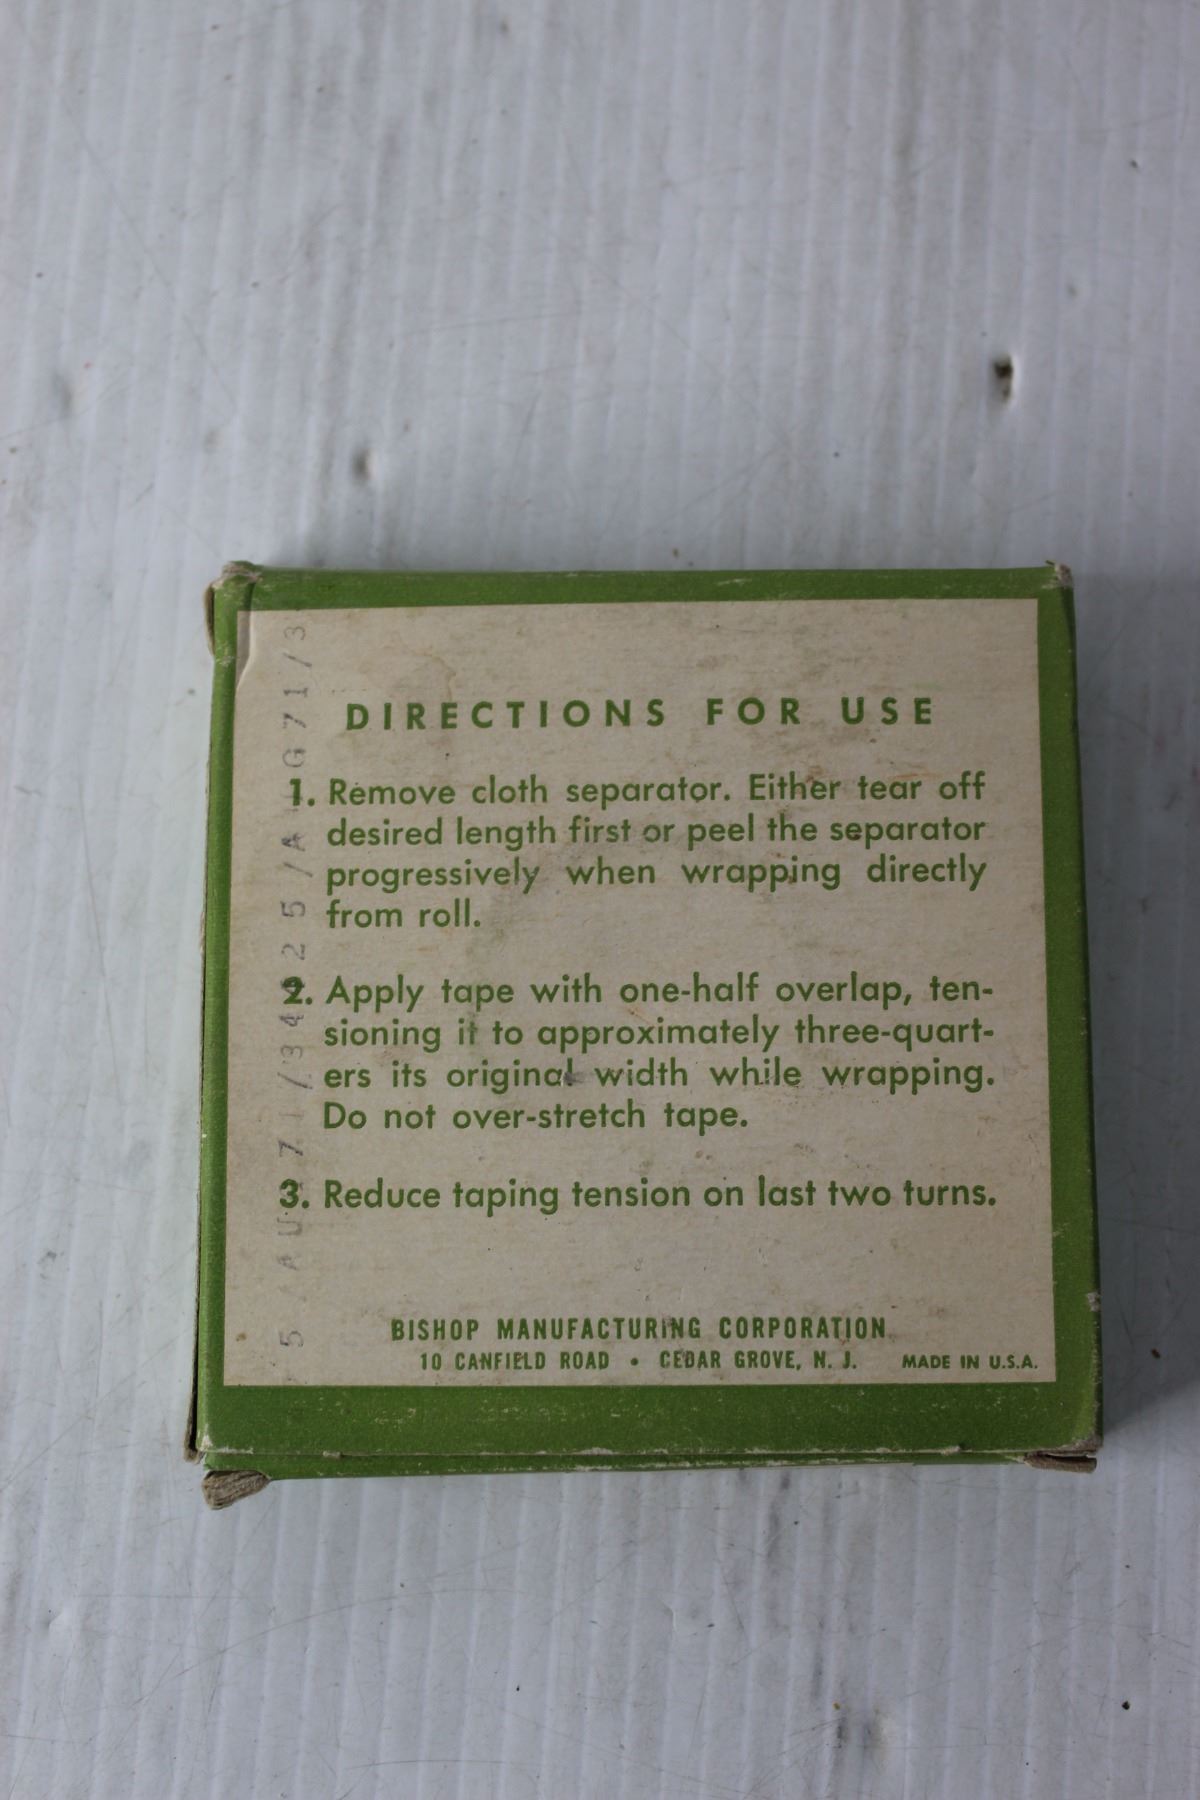 DIRECTIONS FOR USE
1. Remove cloth separator. Either tear off
desired length first or peel the separator
progressively when wrapping directly
from roll.
2. Apply tape with one-half overlap, ten-
sioning it to approximately three-quart-
ers its original width while wrapping.
Do not over-stretch tape.
3. Reduce taping tension on last two turns.
BISHOP MANUFACTURING CORPORATION
10 CANFIELD ROAD • CEDAR GROVE, N. J. MADE IN U.S.A.